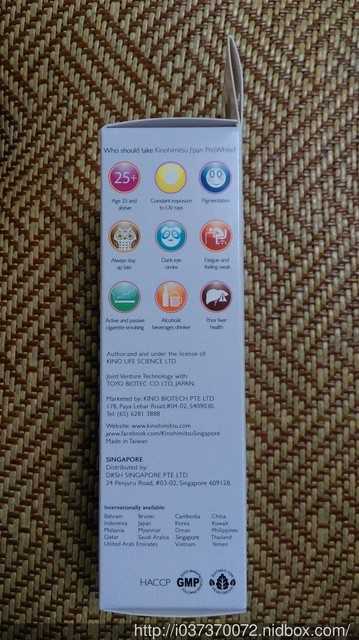 Who should take Kinohimitsu J'pan ProWhite?
25+
Age 25 and above
Constant exposure to UV rays
Pigmentation
Always stay up late
Dark eye circle
Fatigue and feeling weak
Active and passive cigarette smoking
Alcoholic beverages drinker
Poor liver health
Authorized and under the license of
KINO LIFE SCIENCE LTD
Joint Venture Technology with
TOYO BIOTEC CO LTD, JAPAN
Marketed by: KINO BIOTECH PTE LTD
178, Paya Lebar Road, #04-02, S409030.
Tel: (65) 6281 3888
Website: www.kinohimitsu.com
www.facebook.com/KinohimitsuSingapore
Made in Taiwan
SINGAPORE
Distributed by:
DKSH SINGAPORE PTE LTD
24 Penjuru Road, #03-02, Singapore 609128.
Internationally available:
Bahrain Brunei Cambodia China
Indonesia Japan Korea Kuwait
Malaysia Myanmar Oman Philippines
Qatar Saudi Arabia Singapore Thailand
United Arab Emirates Vietnam Yemen
HACCP GMP
http://i037370072.nidbox.com/